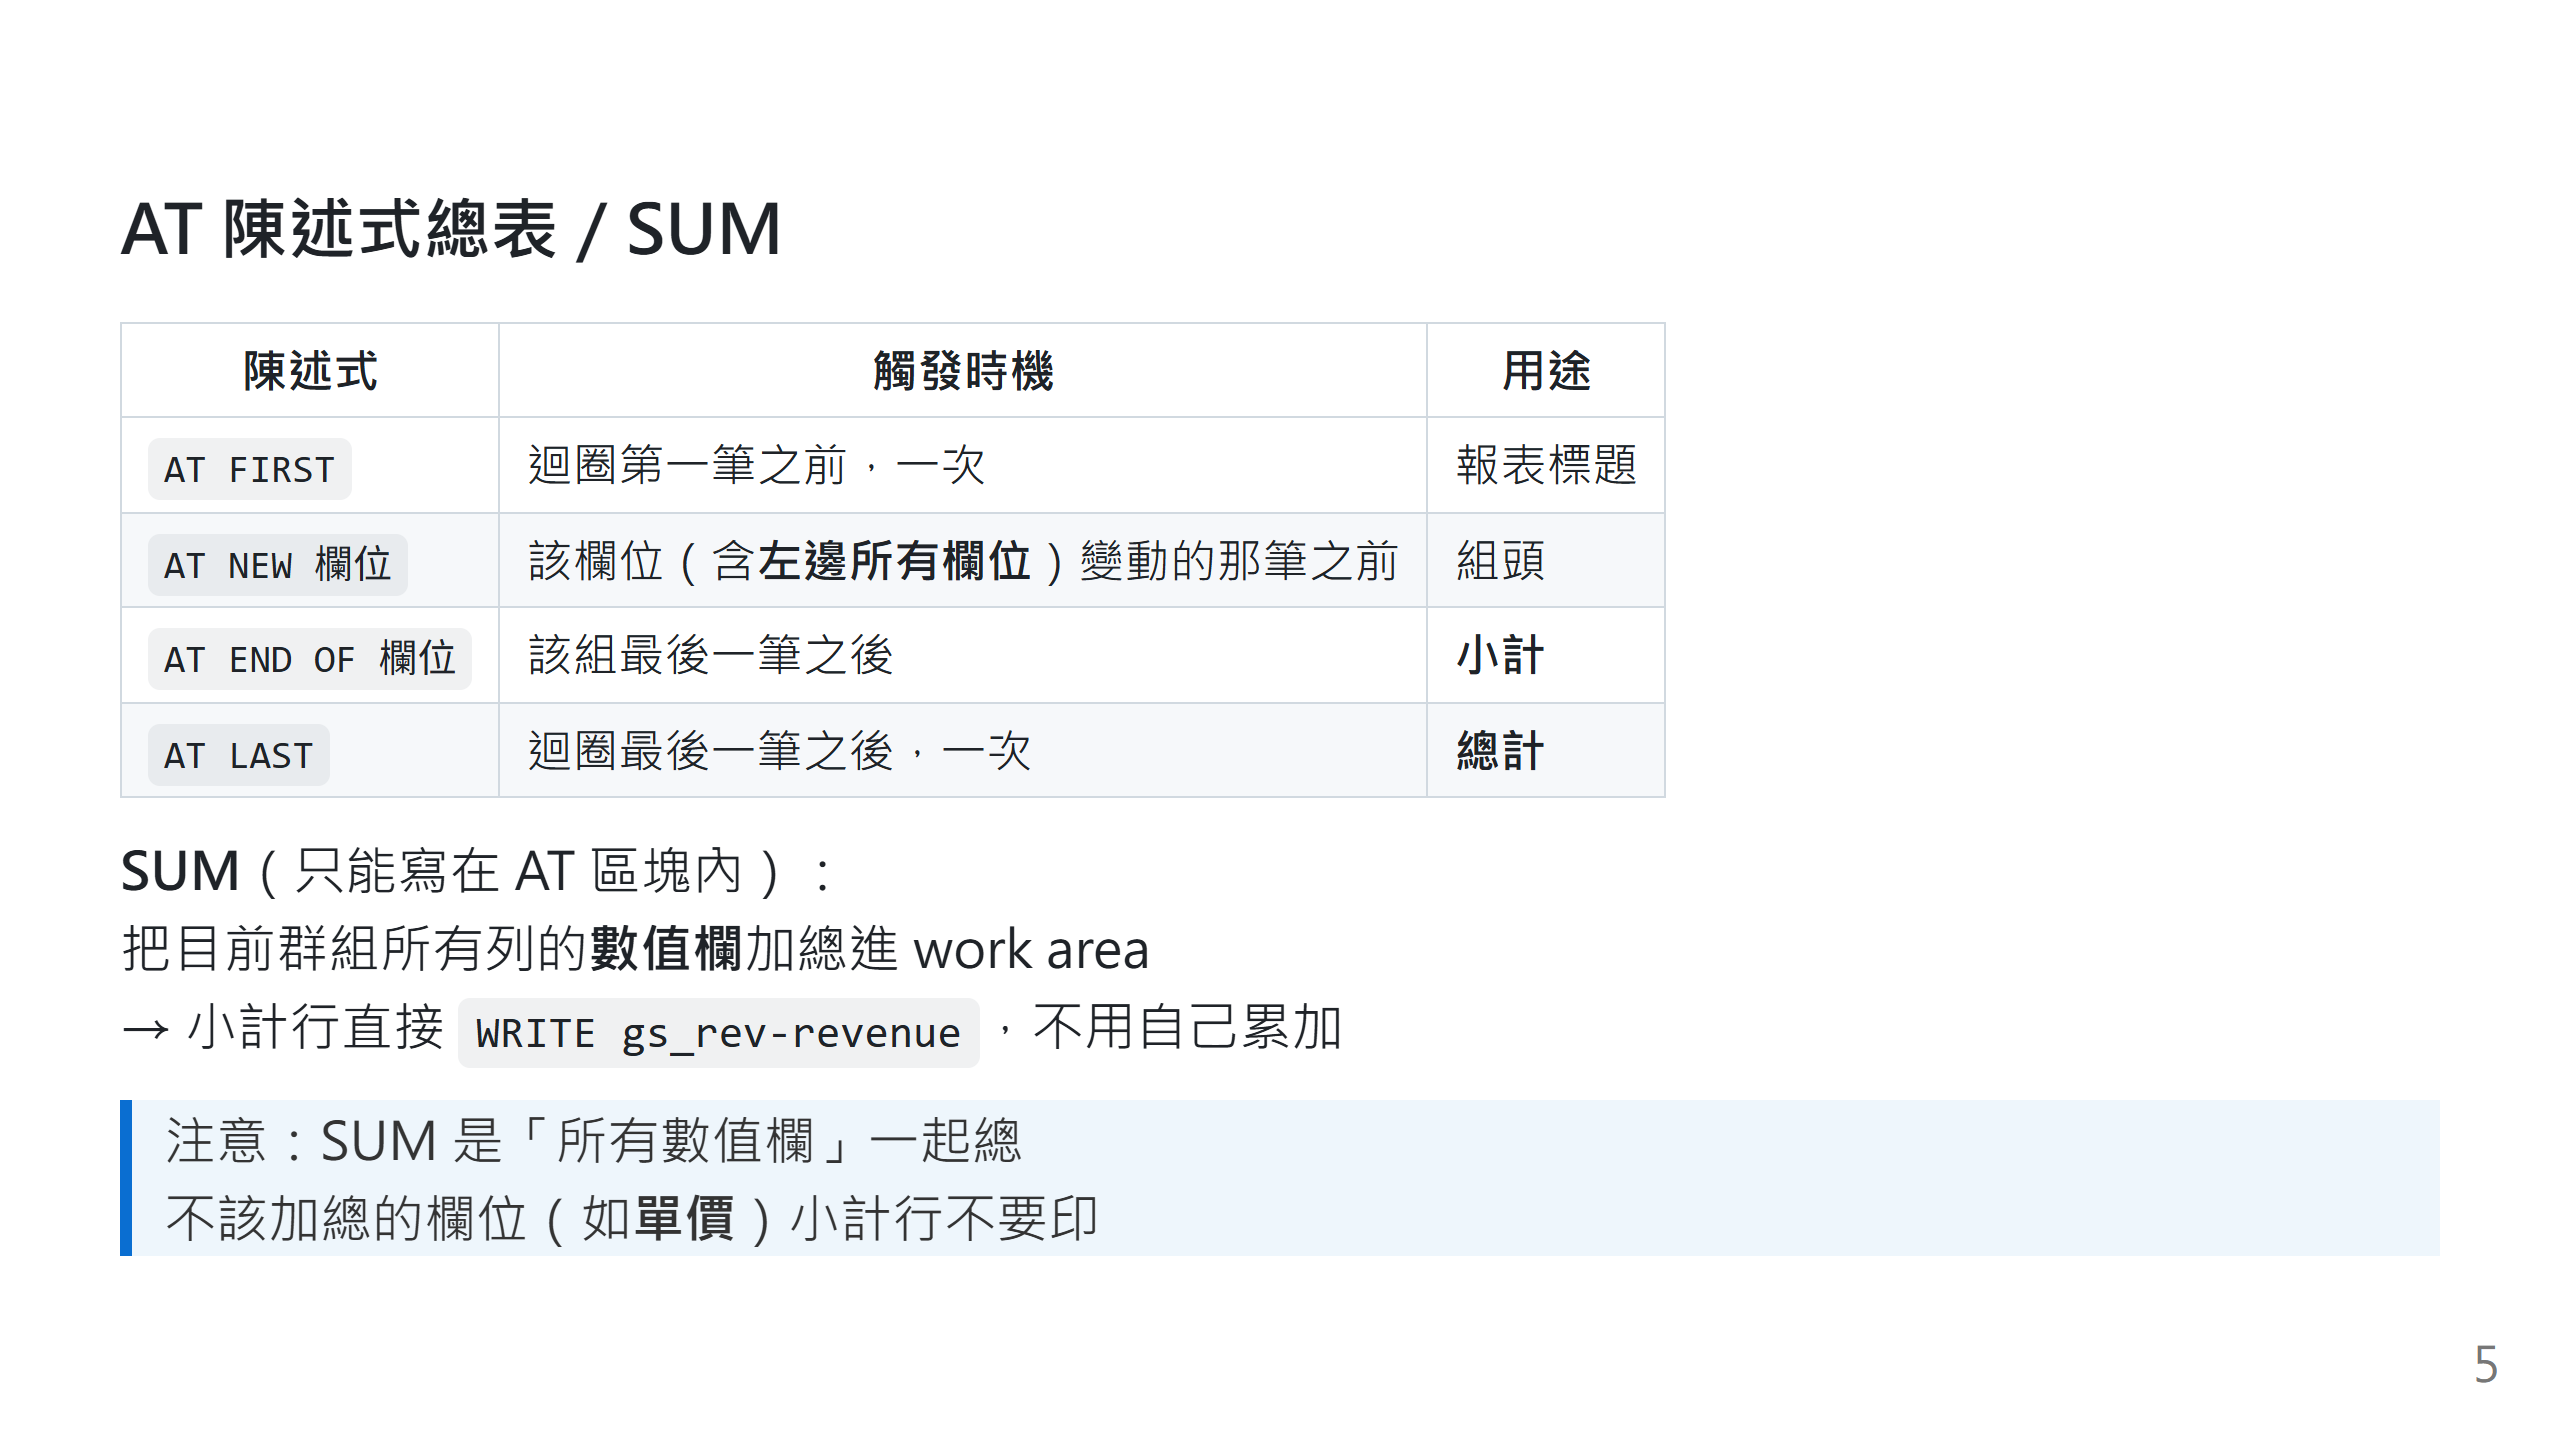 AT 陳述式總表 / SUM
陳述式 觸發時機 用途
AT FIRST 迴圈第一筆之前，一次 報表標題
AT NEW 欄位 該欄位（含左邊所有欄位）變動的那筆之前 組頭
AT END OF 欄位 該組最後一筆之後 小計
AT LAST 迴圈最後一筆之後，一次 總計
SUM（只能寫在 AT 區塊內）：
把目前群組所有列的數值欄加總進 work area
→ 小計行直接 WRITE gs_rev-revenue，不用自己累加
注意：SUM 是「所有數值欄」一起總
不該加總的欄位（如單價）小計行不要印
5